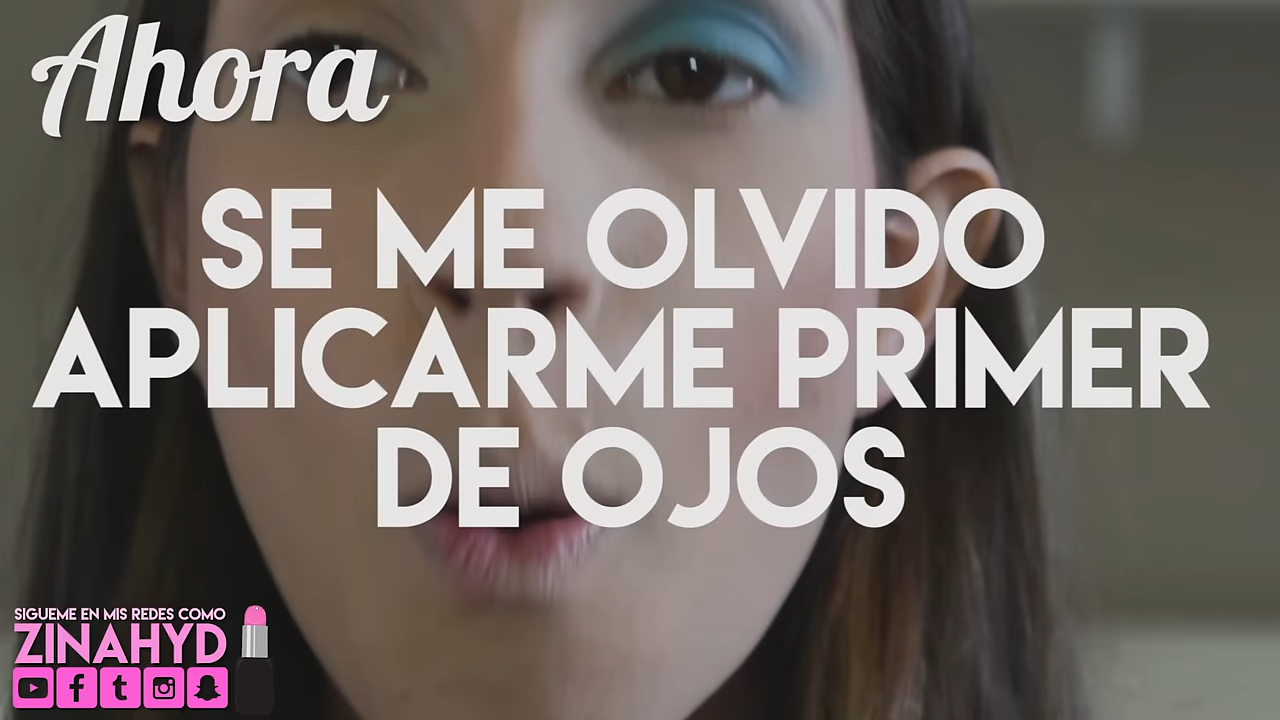 Ahora
SE ME OLVIDO
APLICARME PRIMER
DE OJOS
SIGUEME EN MIS REDES COMO
ZINAHYD